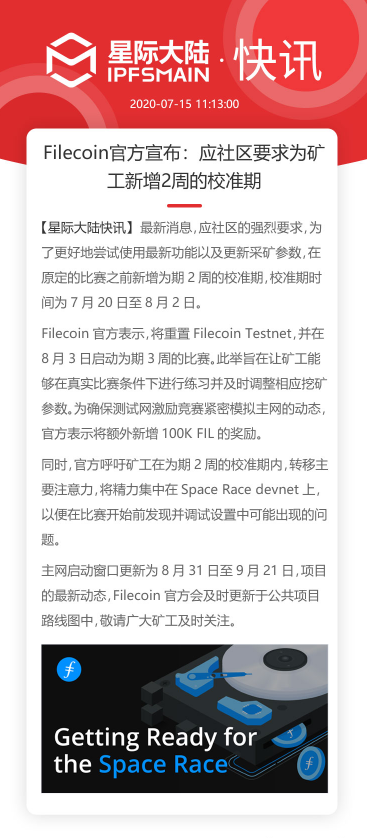 星际大陆
IPFSMAIN
· 快讯
2020-07-15 11:13:00
Filecoin官方宣布：应社区要求为矿
工新增2周的校准期
【星际大陆快讯】最新消息，应社区的强烈要求，为
了更好地尝试使用最新功能以及更新采矿参数，在
原定的比赛之前新增为期 2 周的校准期，校准期时
间为 7 月 20 日至 8 月 2 日。
Filecoin 官方表示，将重置 Filecoin Testnet，并在
8 月 3 日启动为期 3 周的比赛。此举旨在让矿工能
够在真实比赛条件下进行练习并及时调整相应挖矿
参数。为确保测试网激励竞赛紧密模拟主网的动态，
官方表示将额外新增 100K FIL 的奖励。
同时，官方呼吁矿工在为期 2 周的校准期内，转移主
要注意力，将精力集中在 Space Race devnet 上，
以便在比赛开始前发现并调试设置中可能出现的问
题。
主网启动窗口更新为 8 月 31 日至 9 月 21 日，项目
的最新动态，Filecoin 官方会及时更新于公共项目
路线图中，敬请广大矿工及时关注。
Getting Ready for
the Space Race